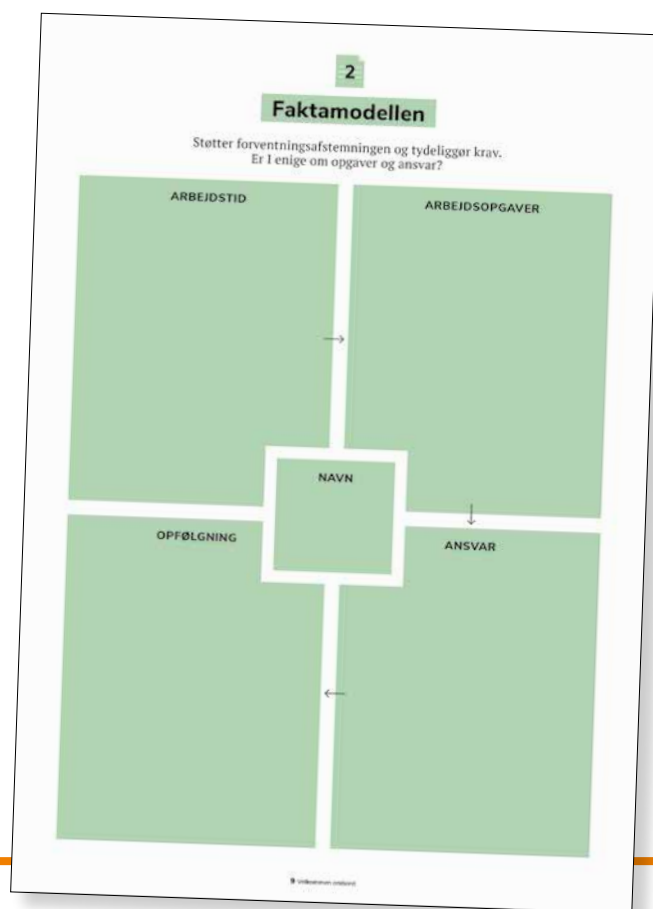 2
Faktamodellen
Støtter forventningsafstemningen og tydeliggør krav.
Er I enige om opgaver og ansvar?
ARBEJDSTID
ARBEJDSOPGAVER
NAVN
OPFØLGNING
ANSVAR